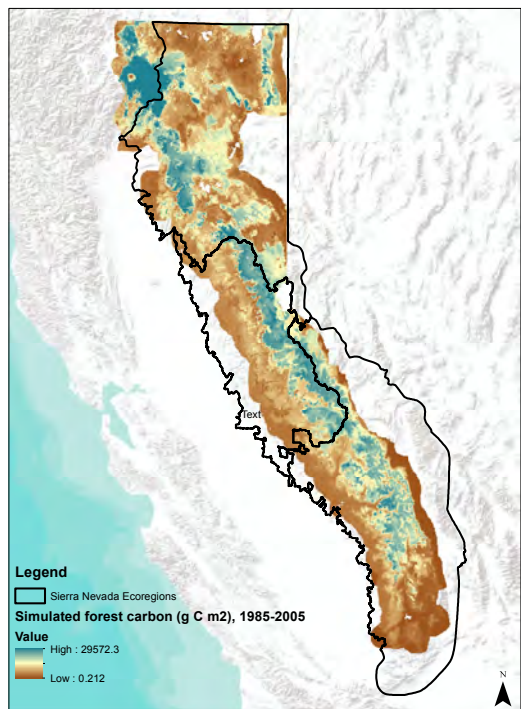 Text
Legend
Sierra Nevada Ecoregions
Simulated forest carbon (g C m2), 1985-2005
Value
High : 29572.3
Low : 0.212
N